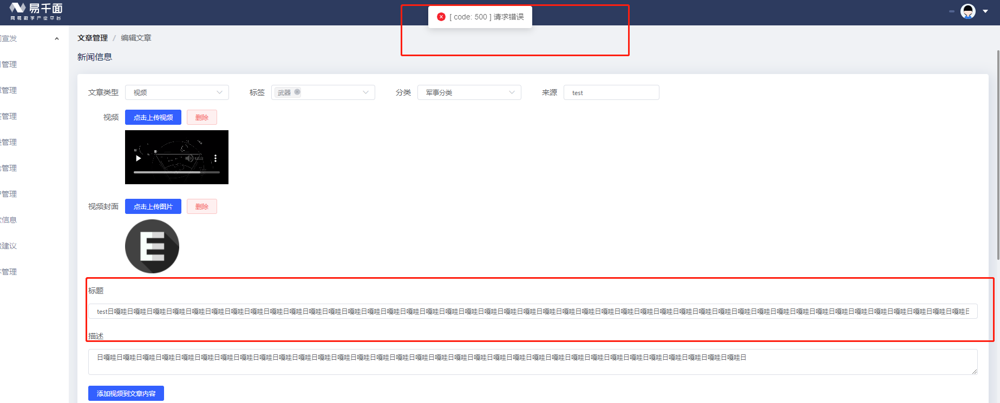 易千面
网易数字产业平台
[ code: 500 ] 请求错误
宣发
管理
管理
管理
管理
管理
管理
信息
建议
管理
文章管理 / 编辑文章
新闻信息
文章类型 视频 标签 武器 分类 军事分类 来源 test
视频 点击上传视频 删除
视频封面 点击上传图片 删除
E
标题
test日嘎哇日嘎哇日嘎哇日嘎哇日嘎哇日嘎哇日嘎哇日嘎哇日嘎哇日嘎哇日嘎哇日嘎哇日嘎哇日嘎哇日嘎哇日嘎哇日嘎哇日嘎哇日嘎哇日嘎哇日嘎哇日嘎哇日嘎哇日嘎哇日嘎哇日嘎哇日嘎哇日嘎哇日嘎哇日嘎哇日嘎哇日嘎哇日嘎哇日嘎哇日嘎哇日嘎哇日嘎哇日嘎哇日嘎哇日嘎哇日嘎哇日嘎哇日嘎哇日嘎哇日
描述
日嘎哇日嘎哇日嘎哇日嘎哇日嘎哇日嘎哇日嘎哇日嘎哇日嘎哇日嘎哇日嘎哇日嘎哇日嘎哇日嘎哇日嘎哇日嘎哇日嘎哇日嘎哇日嘎哇日嘎哇日嘎哇日嘎哇日嘎哇日嘎哇日嘎哇日嘎哇日嘎哇日嘎哇日嘎哇日嘎哇日嘎哇日嘎哇日嘎哇日
添加视频到文章内容